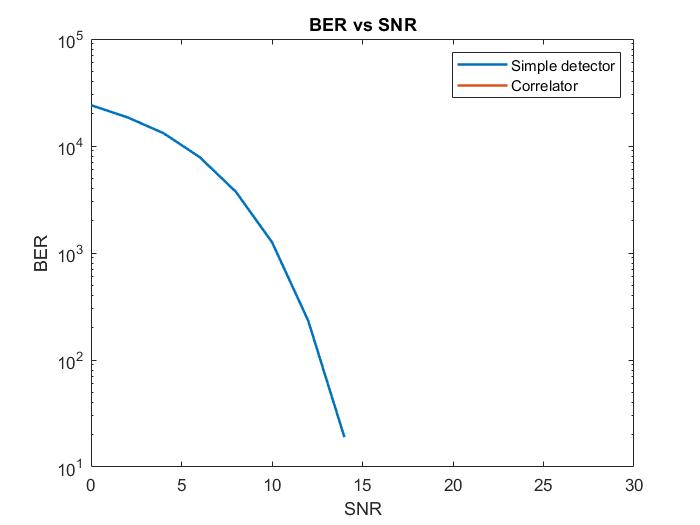 BER vs SNR
Simple detector
Correlator
10^5
10^4
10^3
10^2
10^1
BER
0 5 10 15 20 25 30
SNR